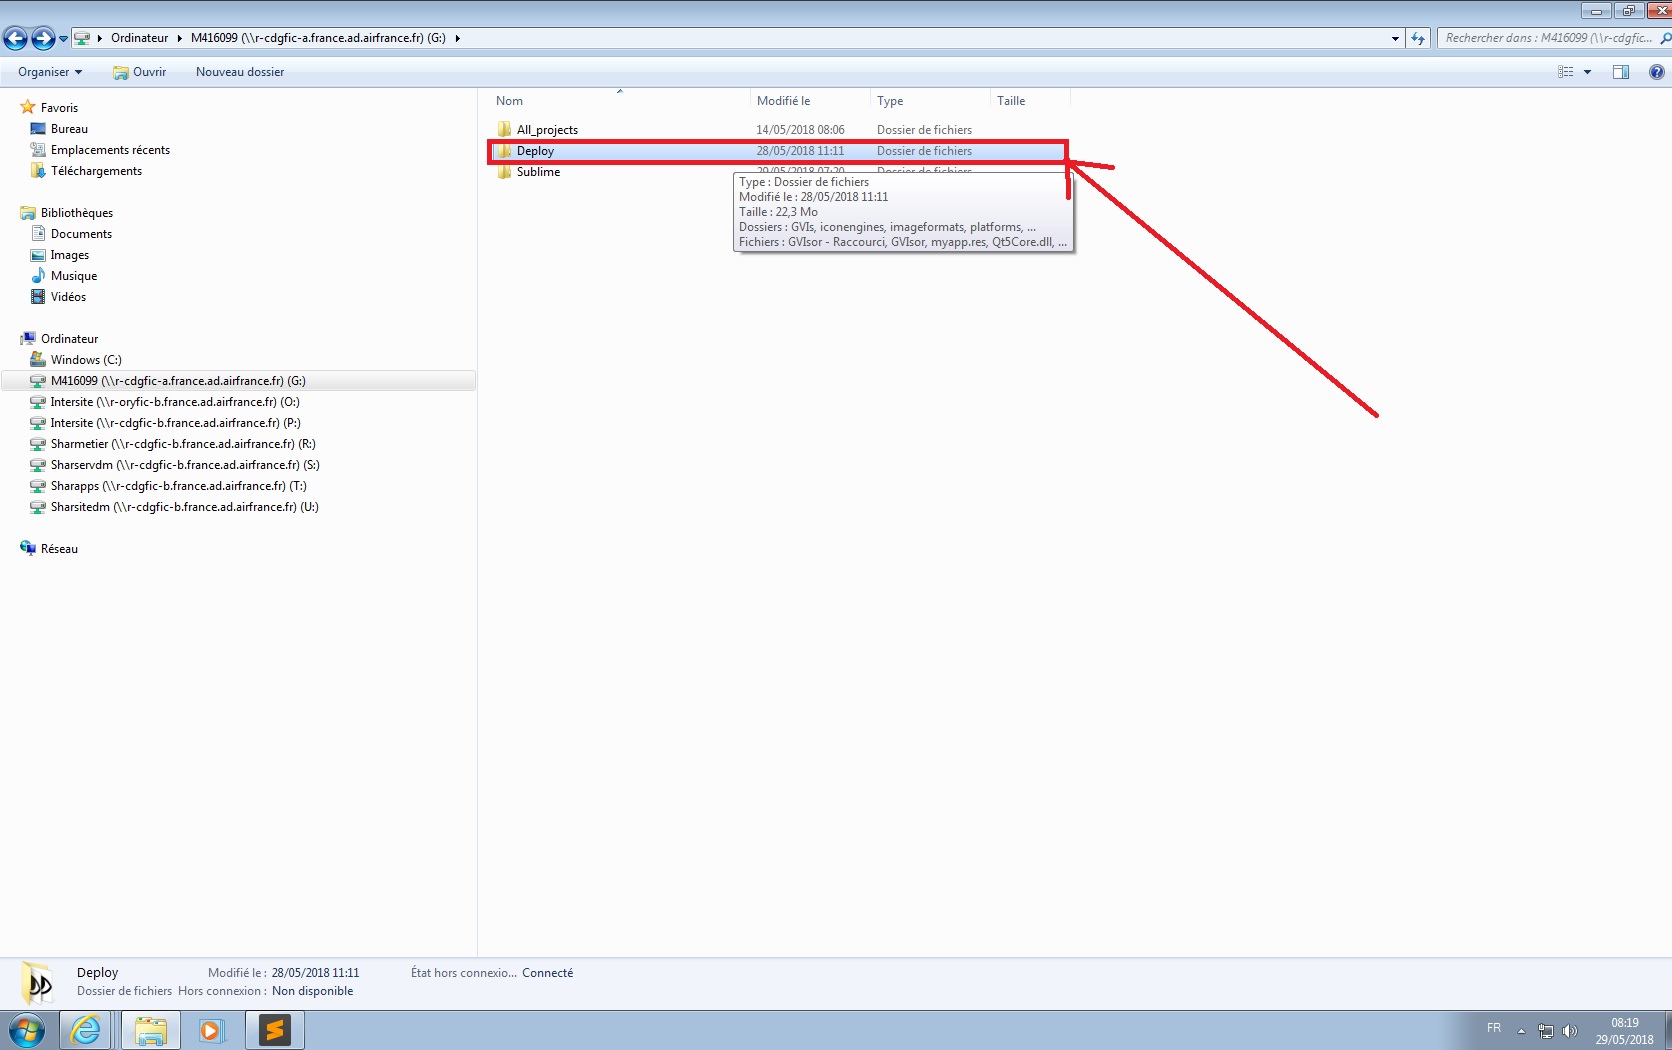 Ordinateur M416099 (\\r-cdgfic-a.france.ad.airfrance.fr) (G:) Rechercher dans : M416099 (\\r-cdgfic...
Organiser Ouvrir Nouveau dossier
Favoris
Bureau
Emplacements récents
Téléchargements
Bibliothèques
Documents
Images
Musique
Vidéos
Ordinateur
Windows (C:)
M416099 (\\r-cdgfic-a.france.ad.airfrance.fr) (G:)
Intersite (\\r-oryfic-b.france.ad.airfrance.fr) (O:)
Intersite (\\r-cdgfic-b.france.ad.airfrance.fr) (P:)
Sharmetier (\\r-cdgfic-b.france.ad.airfrance.fr) (R:)
Sharservdm (\\r-cdgfic-b.france.ad.airfrance.fr) (S:)
Sharapps (\\r-cdgfic-b.france.ad.airfrance.fr) (T:)
Sharsitedm (\\r-cdgfic-b.france.ad.airfrance.fr) (U:)
Réseau
Nom Modifié le Type Taille
All_projects 14/05/2018 08:06 Dossier de fichiers
Deploy 28/05/2018 11:11 Dossier de fichiers
Sublime 29/05/2018 07:20 Dossier de fichiers
Type : Dossier de fichiers
Modifié le : 28/05/2018 11:11
Taille : 22,3 Mo
Dossiers : GVIs, iconengines, imageformats, platforms, ...
Fichiers : GVIsor - Raccourci, GVIsor, myapp.res, Qt5Core.dll, ...
Deploy Modifié le : 28/05/2018 11:11 État hors connexio... Connecté
Dossier de fichiers Hors connexion : Non disponible
FR 08:19
29/05/2018